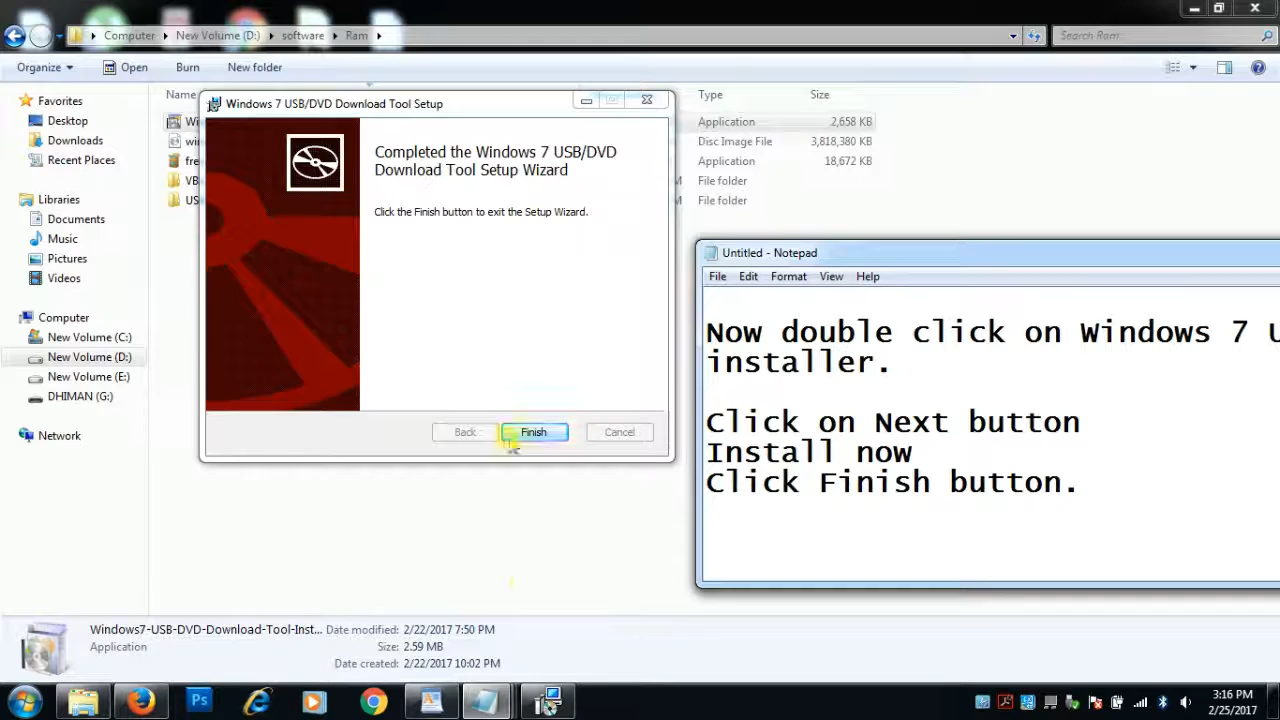 Computer
New Volume (D:)
software
Ram
Search Ram
Organize
Open
Burn
New folder
Favorites
Desktop
Downloads
Recent Places
Libraries
Documents
Music
Pictures
Videos
Computer
New Volume (C:)
New Volume (D:)
New Volume (E:)
DHIMAN (G:)
Network
Name
Type
Size
Wi
Application
2,658 KB
win
Disc Image File
3,818,380 KB
fre
Application
18,672 KB
VB
M
File folder
US
M
File folder
Windows 7 USB/DVD Download Tool Setup
Completed the Windows 7 USB/DVD
Download Tool Setup Wizard
Click the Finish button to exit the Setup Wizard.
Back
Finish
Cancel
Untitled - Notepad
File Edit Format View Help
Now double click on Windows 7 U
installer.
Click on Next button
Install now
Click Finish button.
Windows7-USB-DVD-Download-Tool-Inst...
Date modified: 2/22/2017 7:50 PM
Application
Size: 2.59 MB
Date created: 2/22/2017 10:02 PM
Ps
3:16 PM
2/25/2017